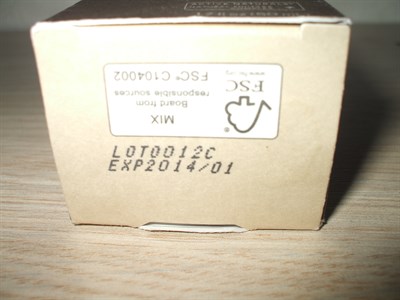 MIX
Board from
responsible sources
FSC® C104002
FSC
www.fsc.org
LOT0012C
EXP2014/01